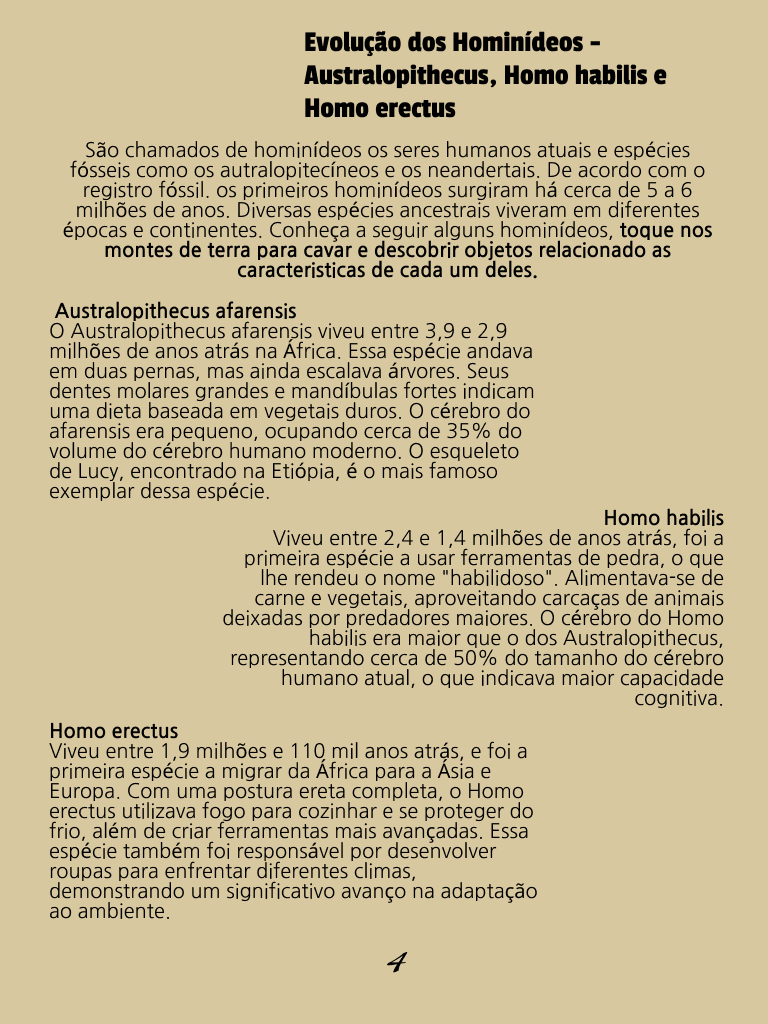 Evolução dos Hominídeos -
Australopithecus, Homo habilis e
Homo erectus
São chamados de hominídeos os seres humanos atuais e espécies
fósseis como os autralopitecíneos e os neandertais. De acordo com o
registro fóssil. os primeiros hominídeos surgiram há cerca de 5 a 6
milhões de anos. Diversas espécies ancestrais viveram em diferentes
épocas e continentes. Conheça a seguir alguns hominídeos, toque nos
montes de terra para cavar e descobrir objetos relacionado as
caracteristicas de cada um deles.
Australopithecus afarensis
O Australopithecus afarensis viveu entre 3,9 e 2,9
milhões de anos atrás na África. Essa espécie andava
em duas pernas, mas ainda escalava árvores. Seus
dentes molares grandes e mandíbulas fortes indicam
uma dieta baseada em vegetais duros. O cérebro do
afarensis era pequeno, ocupando cerca de 35% do
volume do cérebro humano moderno. O esqueleto
de Lucy, encontrado na Etiópia, é o mais famoso
exemplar dessa espécie.
Homo habilis
Viveu entre 2,4 e 1,4 milhões de anos atrás, foi a
primeira espécie a usar ferramentas de pedra, o que
lhe rendeu o nome "habilidoso". Alimentava-se de
carne e vegetais, aproveitando carcaças de animais
deixadas por predadores maiores. O cérebro do Homo
habilis era maior que o dos Australopithecus,
representando cerca de 50% do tamanho do cérebro
humano atual, o que indicava maior capacidade
cognitiva.
Homo erectus
Viveu entre 1,9 milhões e 110 mil anos atrás, e foi a
primeira espécie a migrar da África para a Ásia e
Europa. Com uma postura ereta completa, o Homo
erectus utilizava fogo para cozinhar e se proteger do
frio, além de criar ferramentas mais avançadas. Essa
espécie também foi responsável por desenvolver
roupas para enfrentar diferentes climas,
demonstrando um significativo avanço na adaptação
ao ambiente.
4